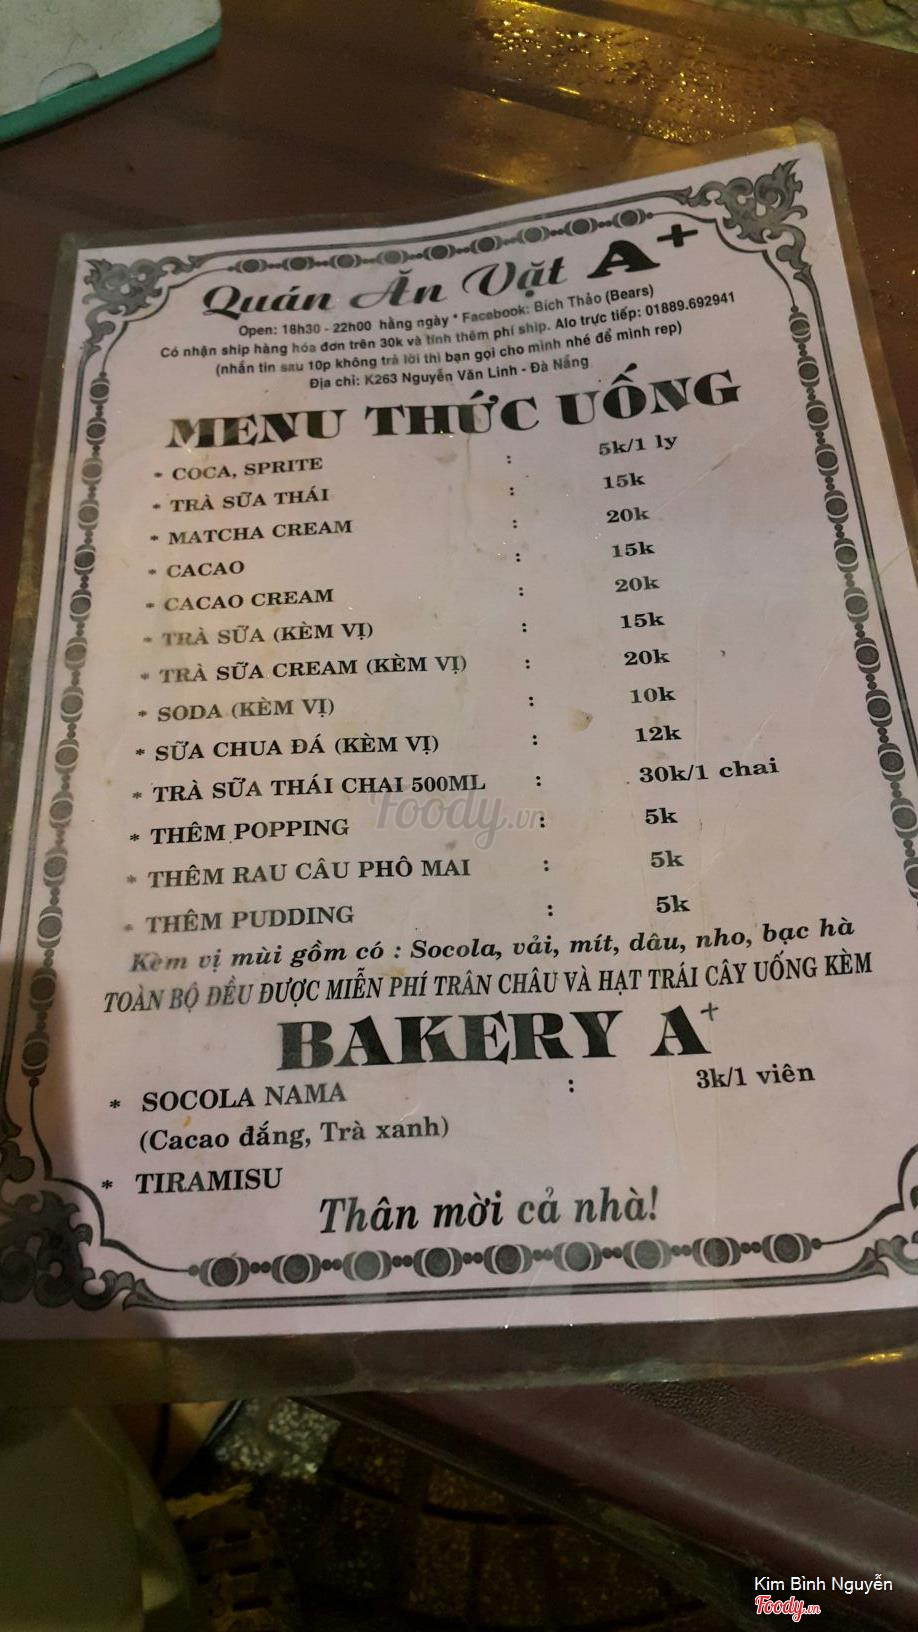 Quán Ăn Vặt A+
Open: 18h30 - 22h00 hằng ngày * Facebook: Bích Thảo (Bears)
Có nhận ship hàng hóa đơn trên 30k và tính thêm phí ship. Alo trực tiếp: 01889.692941
(nhắn tin sau 10p không trả lời thì bạn gọi cho mình nhé để mình rep)
Địa chỉ: K263 Nguyễn Văn Linh - Đà Nẵng
MENU THỨC UỐNG
* COCA, SPRITE : 5k/1 ly
* TRÀ SỮA THÁI : 15k
* MATCHA CREAM : 20k
* CACAO : 15k
* CACAO CREAM : 20k
* TRÀ SỮA (KÈM VỊ) : 15k
* TRÀ SỮA CREAM (KÈM VỊ) : 20k
* SODA (KÈM VỊ) : 10k
* SỮA CHUA ĐÁ (KÈM VỊ) : 12k
* TRÀ SỮA THÁI CHAI 500ML : 30k/1 chai
* THÊM POPPING : 5k
* THÊM RAU CÂU PHÔ MAI : 5k
* THÊM PUDDING : 5k
Kèm vị mùi gồm có : Socola, vải, mít, dâu, nho, bạc hà
TOÀN BỘ ĐỀU ĐƯỢC MIỄN PHÍ TRÂN CHÂU VÀ HẠT TRÁI CÂY UỐNG KÈM
BAKERY A+
* SOCOLA NAMA : 3k/1 viên
(Cacao đắng, Trà xanh)
* TIRAMISU
Thân mời cả nhà!
Foody.vn
Kim Bình Nguyễn
Foody.vn